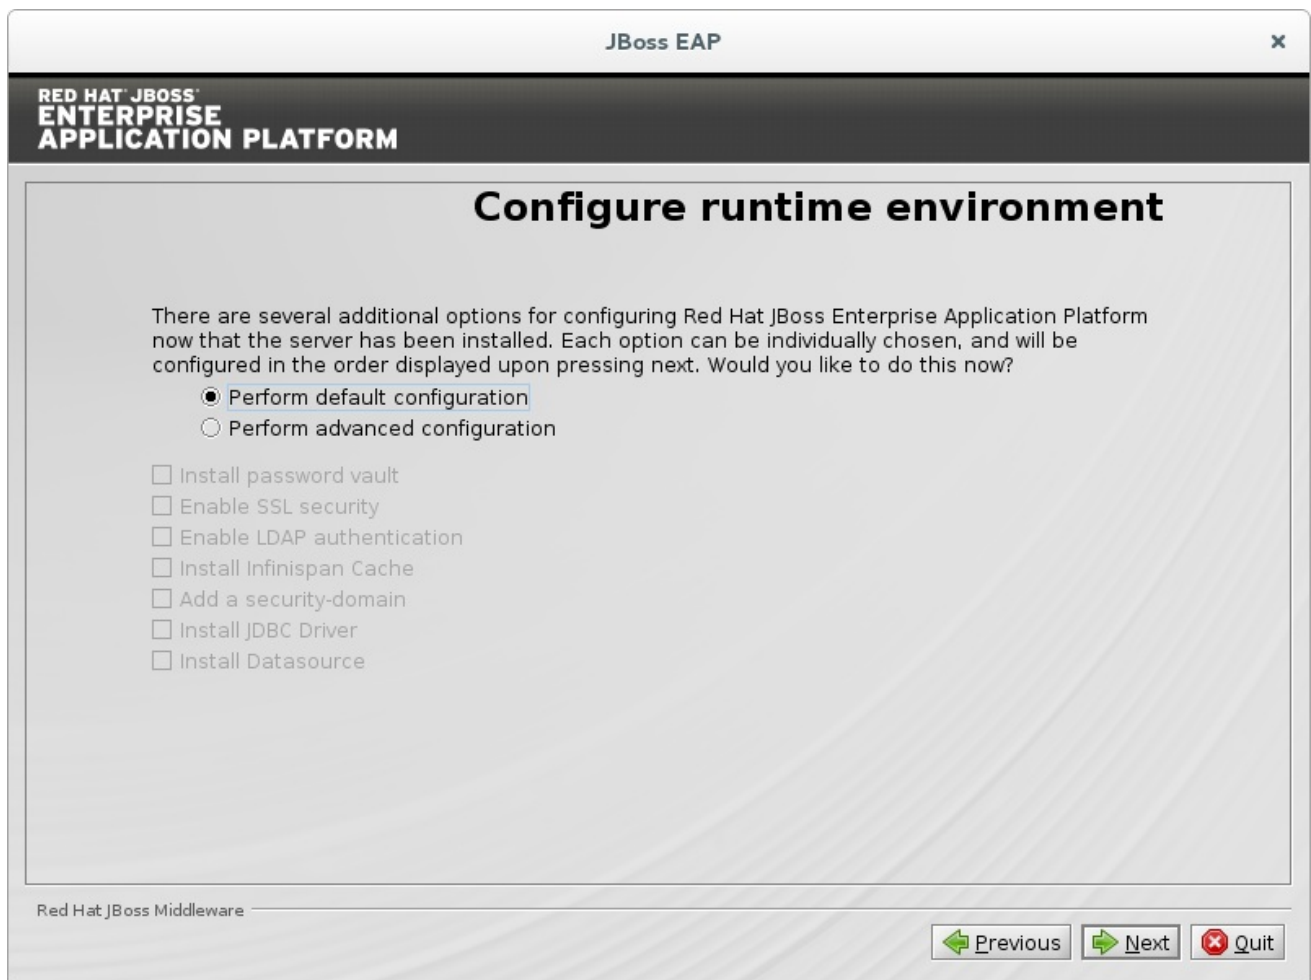 JBoss EAP
RED HAT JBOSS
ENTERPRISE
APPLICATION PLATFORM
Configure runtime environment
There are several additional options for configuring Red Hat JBoss Enterprise Application Platform
now that the server has been installed. Each option can be individually chosen, and will be
configured in the order displayed upon pressing next. Would you like to do this now?
Perform default configuration
Perform advanced configuration
Install password vault
Enable SSL security
Enable LDAP authentication
Install Infinispan Cache
Add a security-domain
Install JDBC Driver
Install Datasource
Red Hat JBoss Middleware
Previous
Next
Quit